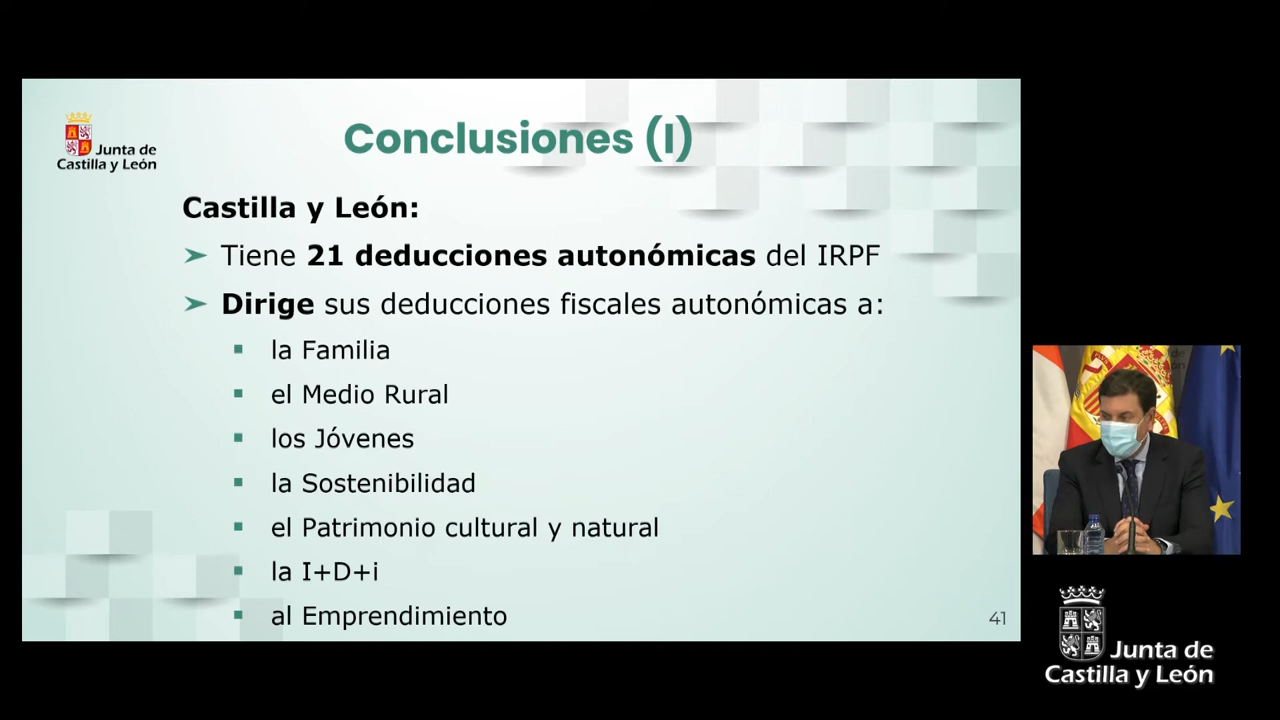 Junta de
Castilla y León
Conclusiones (I)
Castilla y León:
➤ Tiene 21 deducciones autonómicas del IRPF
➤ Dirige sus deducciones fiscales autonómicas a:
▪ la Familia
▪ el Medio Rural
▪ los Jóvenes
▪ la Sostenibilidad
▪ el Patrimonio cultural y natural
▪ la I+D+i
▪ al Emprendimiento
41
Junta de
Castilla y León